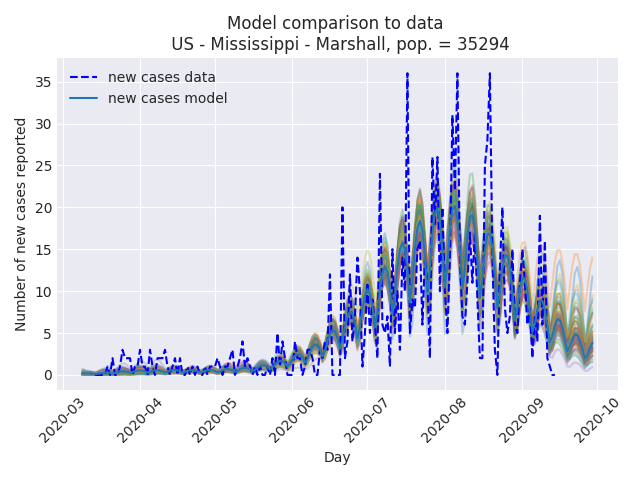 Model comparison to data
US - Mississippi - Marshall, pop. = 35294
new cases data
new cases model
Number of new cases reported
35
30
25
20
15
10
5
0
2020-03
2020-04
2020-05
2020-06
2020-07
2020-08
2020-09
2020-10
Day